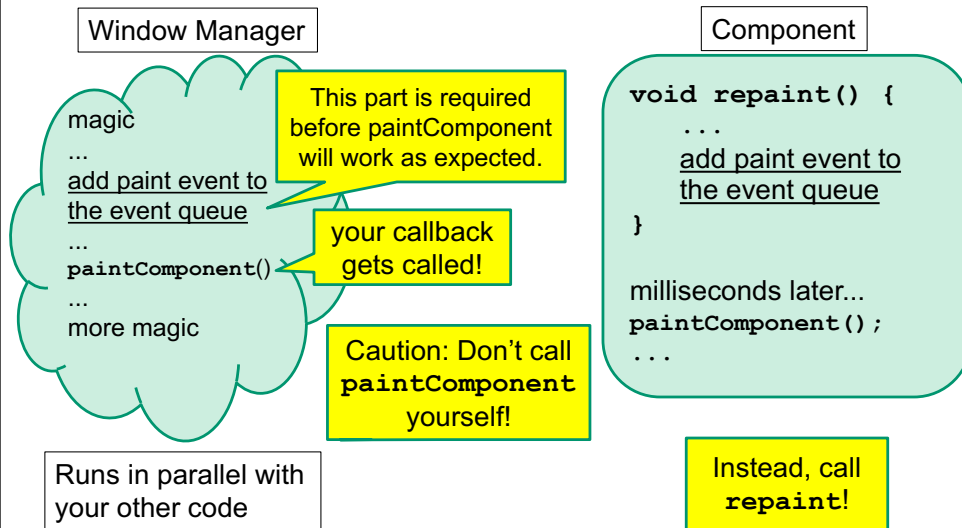 Window Manager
magic
...
add paint event to
the event queue
...
paintComponent()
...
more magic
This part is required
before paintComponent
will work as expected.
your callback
gets called!
Caution: Don't call
paintComponent
yourself!
Runs in parallel with
your other code
Component
void repaint() {
...
add paint event to
the event queue
}
milliseconds later...
paintComponent();
...
Instead, call
repaint!